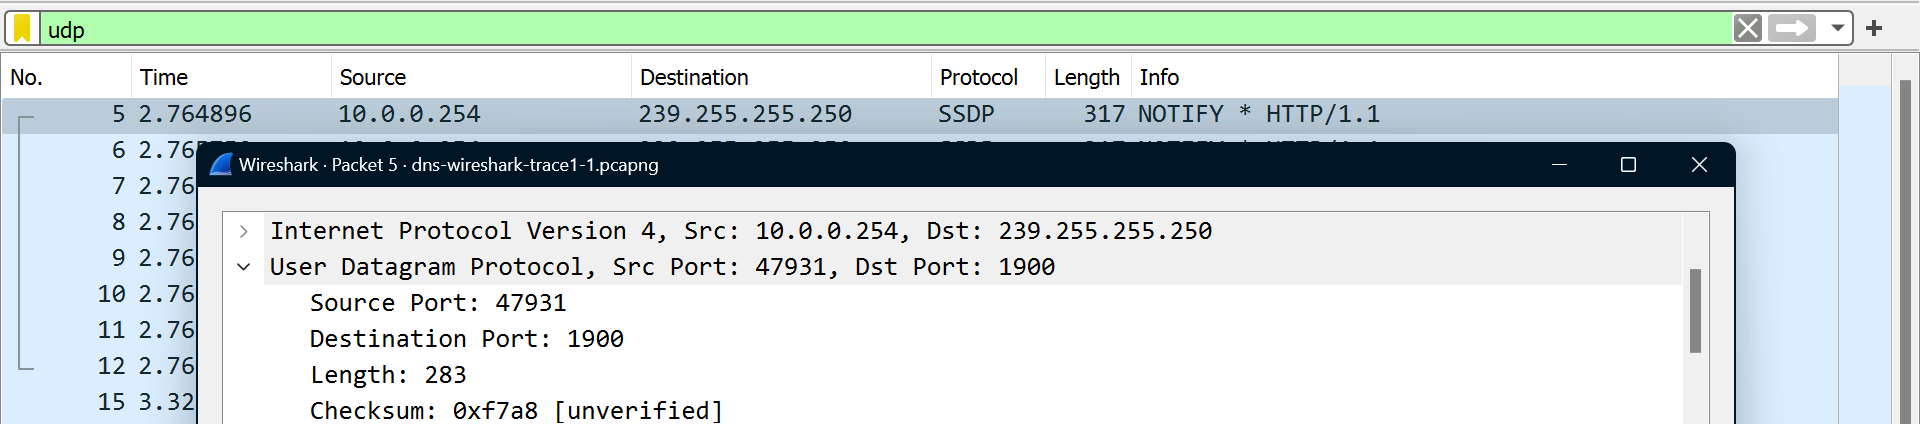 udp
No. Time Source Destination Protocol Length Info
5 2.764896 10.0.0.254 239.255.255.250 SSDP 317 NOTIFY * HTTP/1.1
6 2.76
7 2.76
8 2.76
9 2.76
10 2.76
11 2.76
12 2.76
15 3.32
Wireshark · Packet 5 · dns-wireshark-trace1-1.pcapng
Internet Protocol Version 4, Src: 10.0.0.254, Dst: 239.255.255.250
User Datagram Protocol, Src Port: 47931, Dst Port: 1900
Source Port: 47931
Destination Port: 1900
Length: 283
Checksum: 0xf7a8 [unverified]